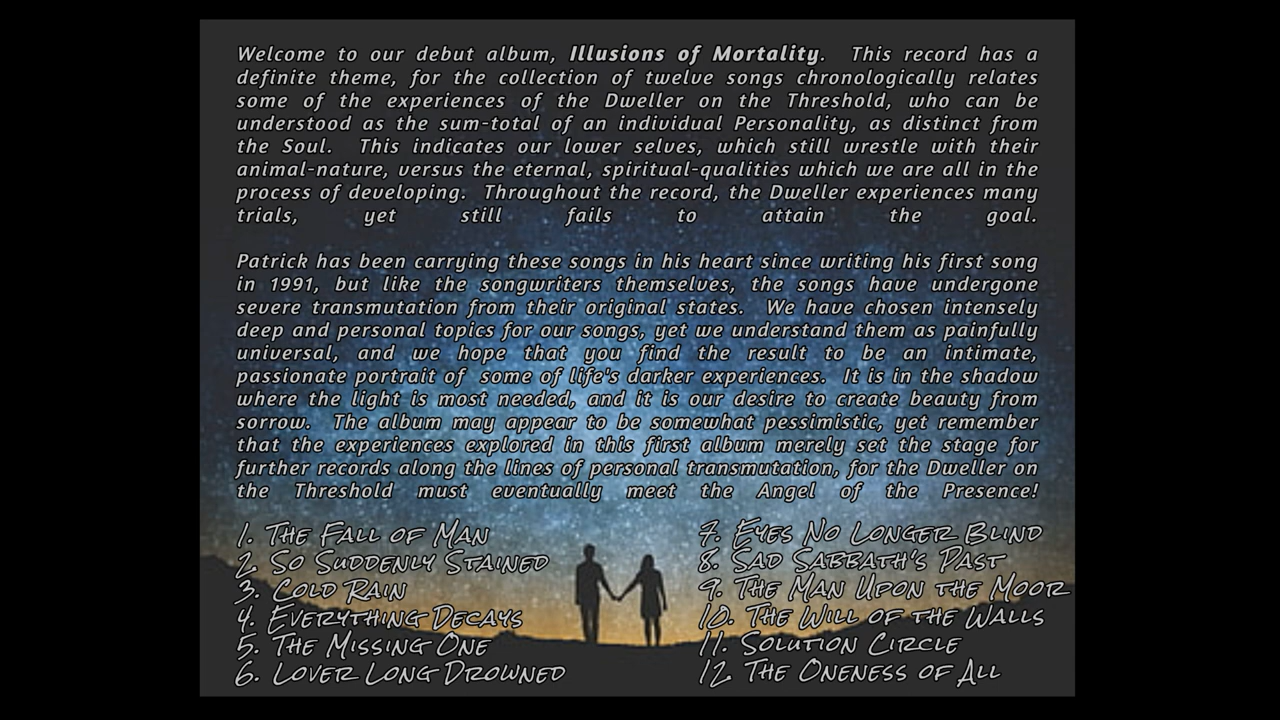 Welcome to our debut album, Illusions of Mortality. This record has a
definite theme, for the collection of twelve songs chronologically relates
some of the experiences of the Dweller on the Threshold, who can be
understood as the sum-total of an individual Personality, as distinct from
the Soul. This indicates our lower selves, which still wrestle with their
animal-nature, versus the eternal, spiritual-qualities which we are all in the
process of developing. Throughout the record, the Dweller experiences many
trials, yet still fails to attain the goal.
Patrick has been carrying these songs in his heart since writing his first song
in 1991, but like the songwriters themselves, the songs have undergone
severe transmutation from their original states. We have chosen intensely
deep and personal topics for our songs, yet we understand them as painfully
universal, and we hope that you find the result to be an intimate,
passionate portrait of some of life's darker experiences. It is in the shadow
where the light is most needed, and it is our desire to create beauty from
sorrow. The album may appear to be somewhat pessimistic, yet remember
that the experiences explored in this first album merely set the stage for
further records along the lines of personal transmutation, for the Dweller on
the Threshold must eventually meet the Angel of the Presence!
1. The Fall of Man
2. So Suddenly Stained
3. Cold Rain
4. Everything Decays
5. The Missing One
6. Lover Long Drowned
7. Eyes No Longer Blind
8. Sad Sabbath's Past
9. The Man Upon the Moor
10. The Will of the Walls
11. Solution Circle
12. The Oneness of All